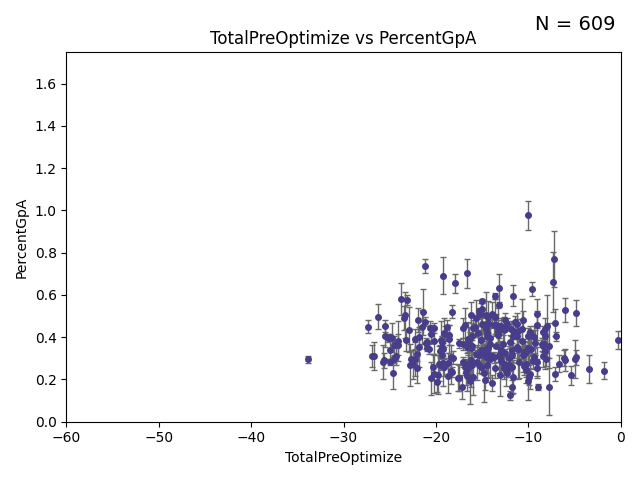 N = 609
TotalPreOptimize vs PercentGpA
PercentGpA
1.6
1.4
1.2
1.0
0.8
0.6
0.4
0.2
0.0
−60 −50 −40 −30 −20 −10 0
TotalPreOptimize